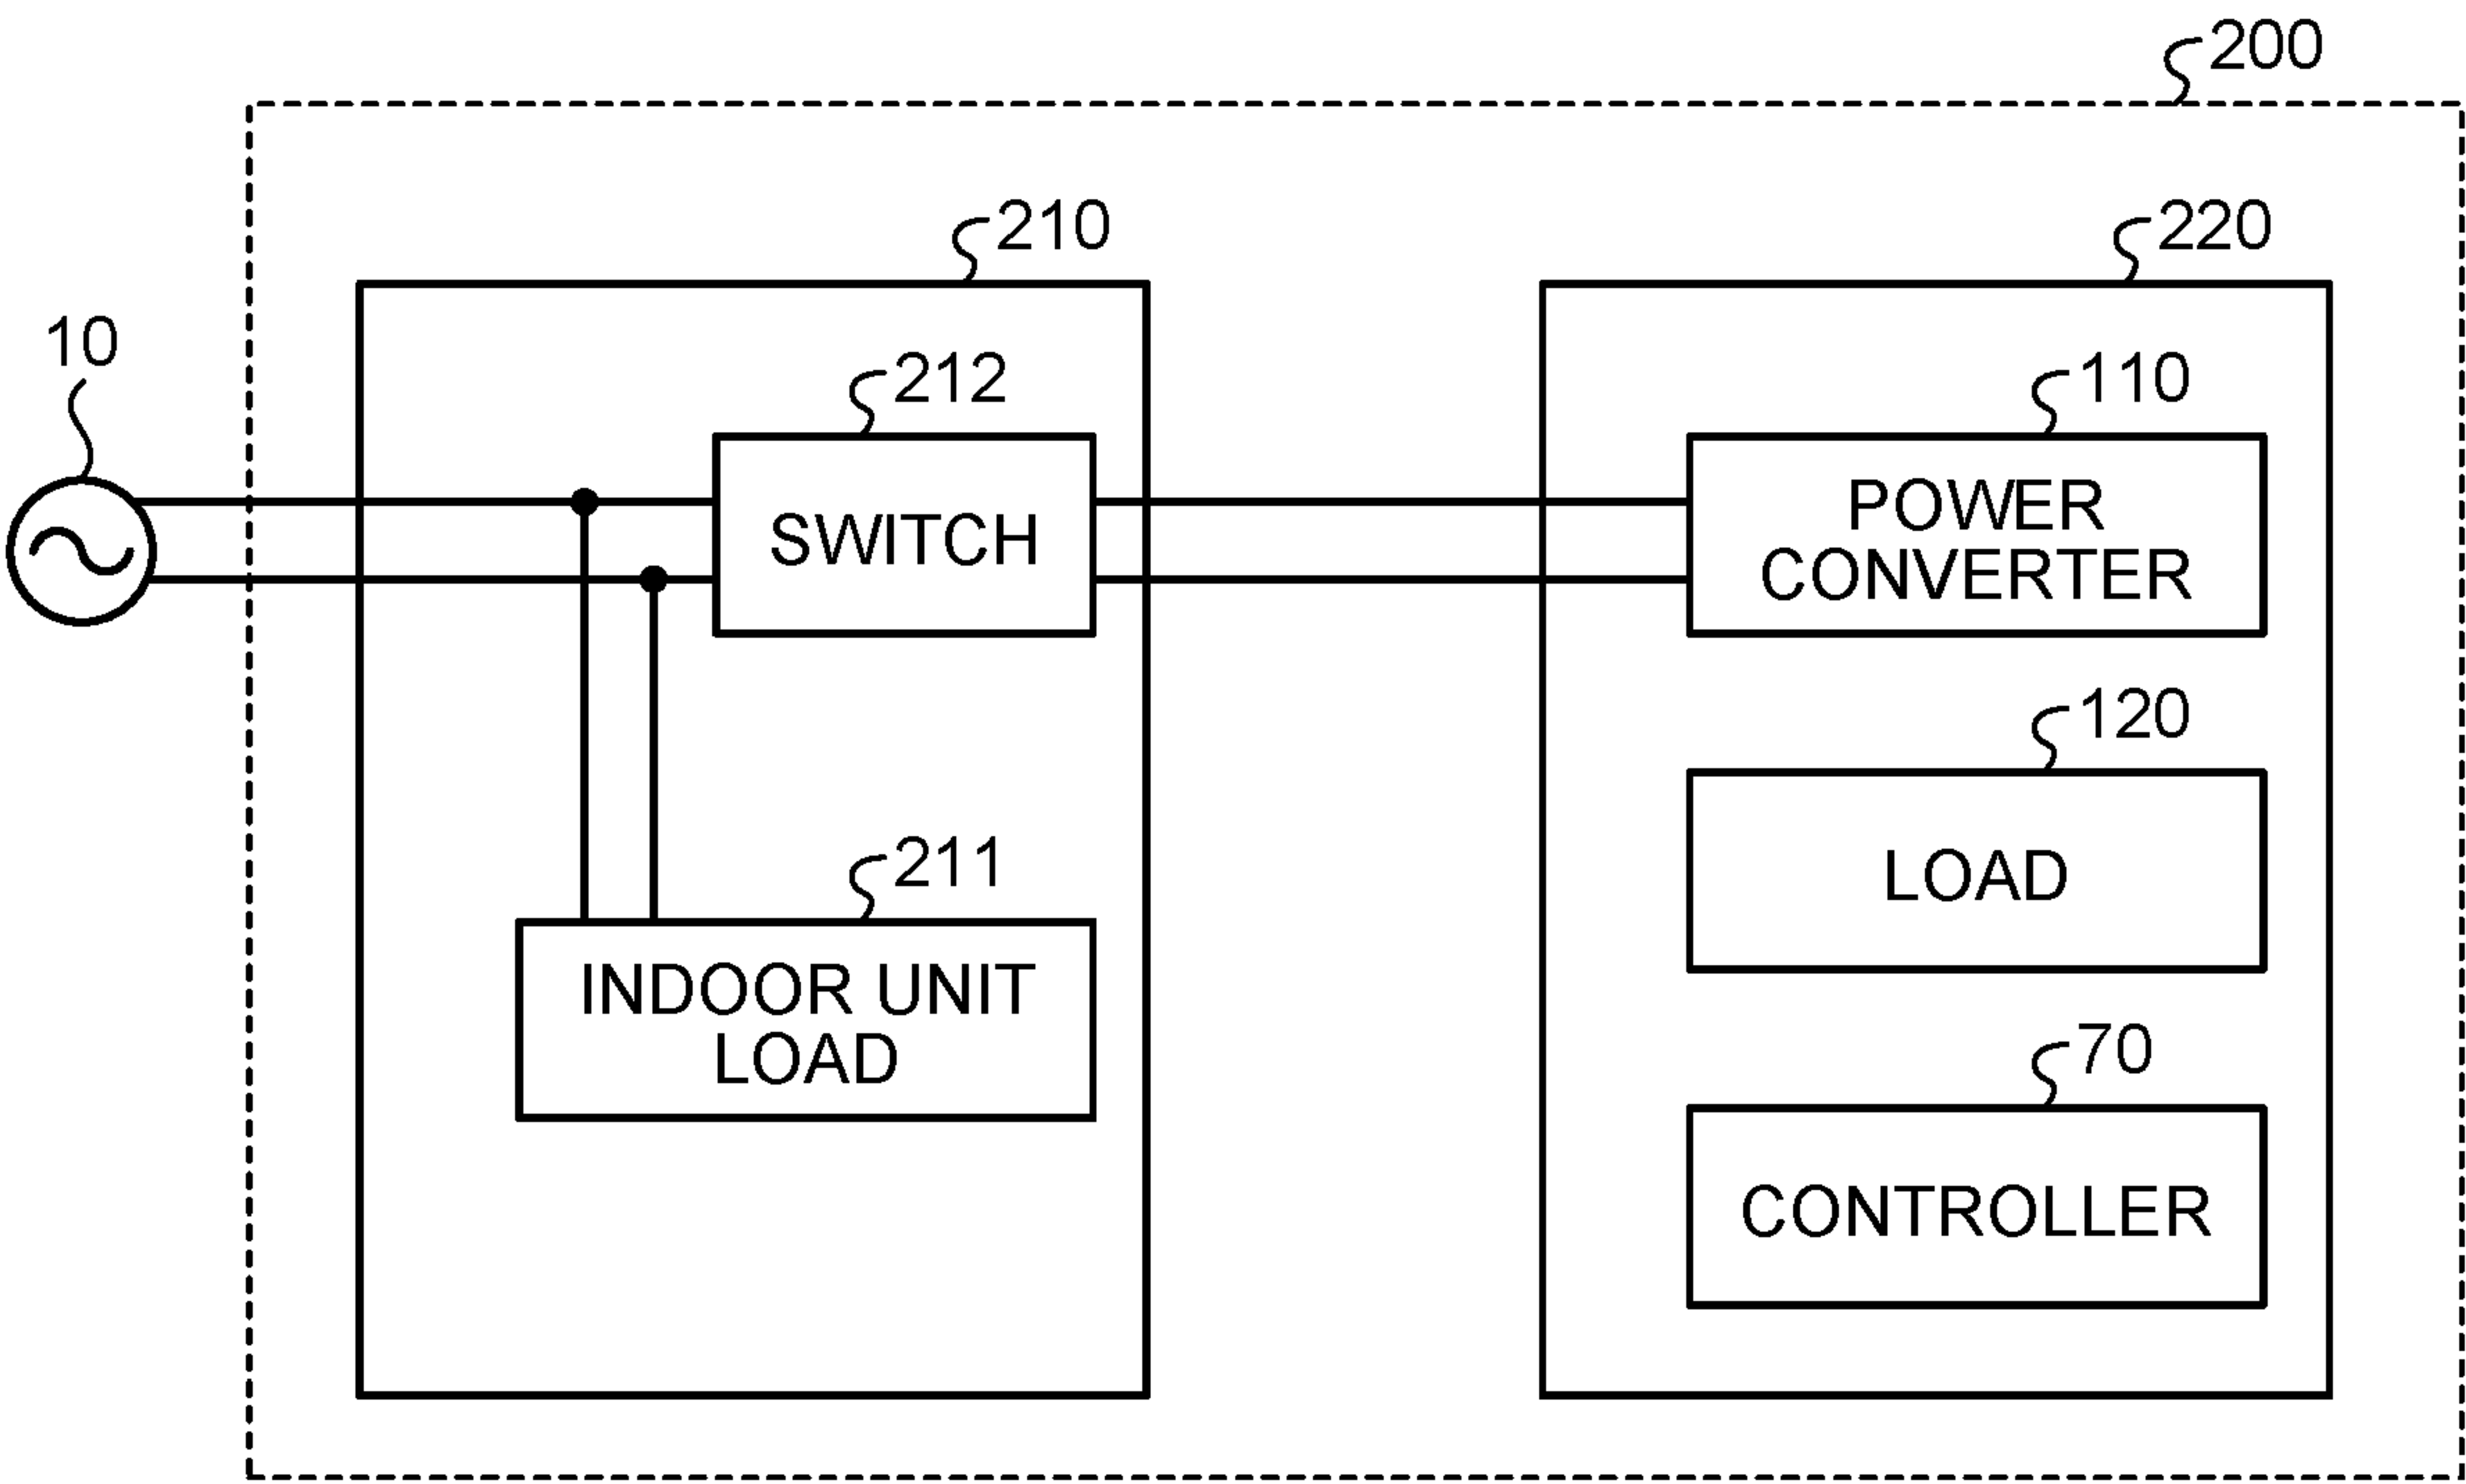 200
210
220
10
212
110
SWITCH
POWER
CONVERTER
120
211
LOAD
INDOOR UNIT
LOAD
70
CONTROLLER